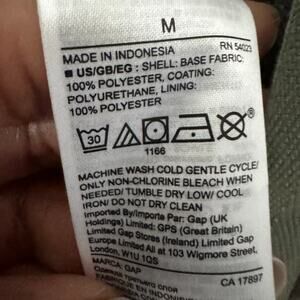 M
MADE IN INDONESIA RN 54023
■ US/GB/EG : SHELL: BASE FABRIC:
100% POLYESTER, COATING:
POLYURETHANE, LINING:
100% POLYESTER
30
1166
MACHINE WASH COLD GENTLE CYCLE/
ONLY NON-CHLORINE BLEACH WHEN
NEEDED/ TUMBLE DRY LOW/ COOL
IRON/ DO NOT DRY CLEAN
Imported By/Importe Par: Gap (UK
Holdings) Limited: GPS (Great Britain)
Limited Gap Stores (Ireland) Limited Gap
Europe Limited All at 103 Wigmore Street,
London, W1U 1QS
CA 17897
MARCA: GAP